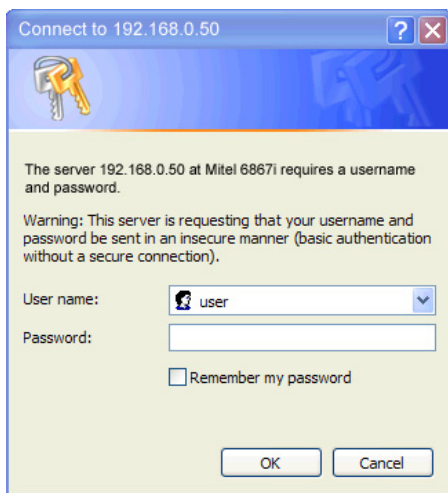 Connect to 192.168.0.50
The server 192.168.0.50 at Mitel 6867i requires a username
and password.
Warning: This server is requesting that your username and
password be sent in an insecure manner (basic authentication
without a secure connection).
User name:
user
Password:
Remember my password
OK
Cancel